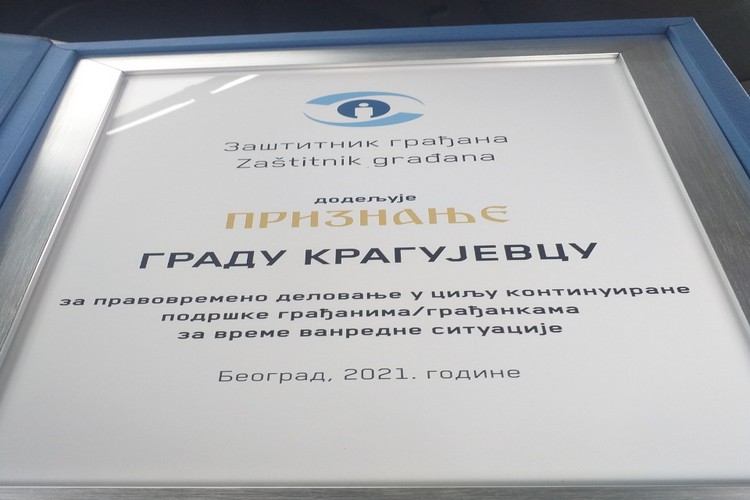 Заштитник грађана
Zaštitnik građana
додељује
ПРИЗНАЊЕ
ГРАДУ КРАГУЈЕВЦУ
за правовремено деловање у циљу континуиране
подршке грађанима/грађанкама
за време ванредне ситуације
Београд, 2021. године